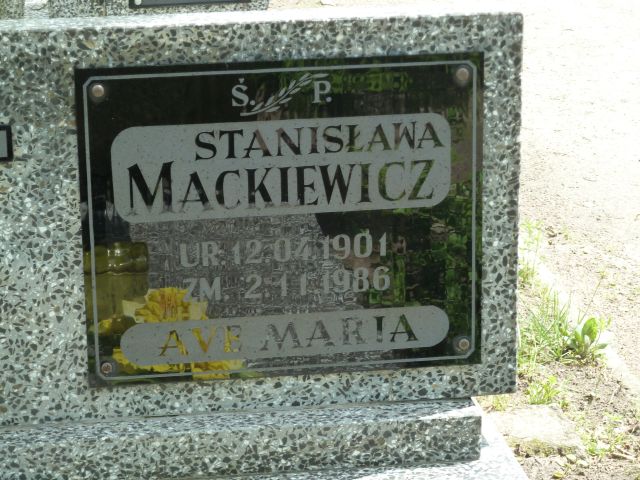 Ś. P.
STANISŁAWA
MACKIEWICZ
UR. 12.04.1901
ZM. 2.11.1986
AVE MARIA